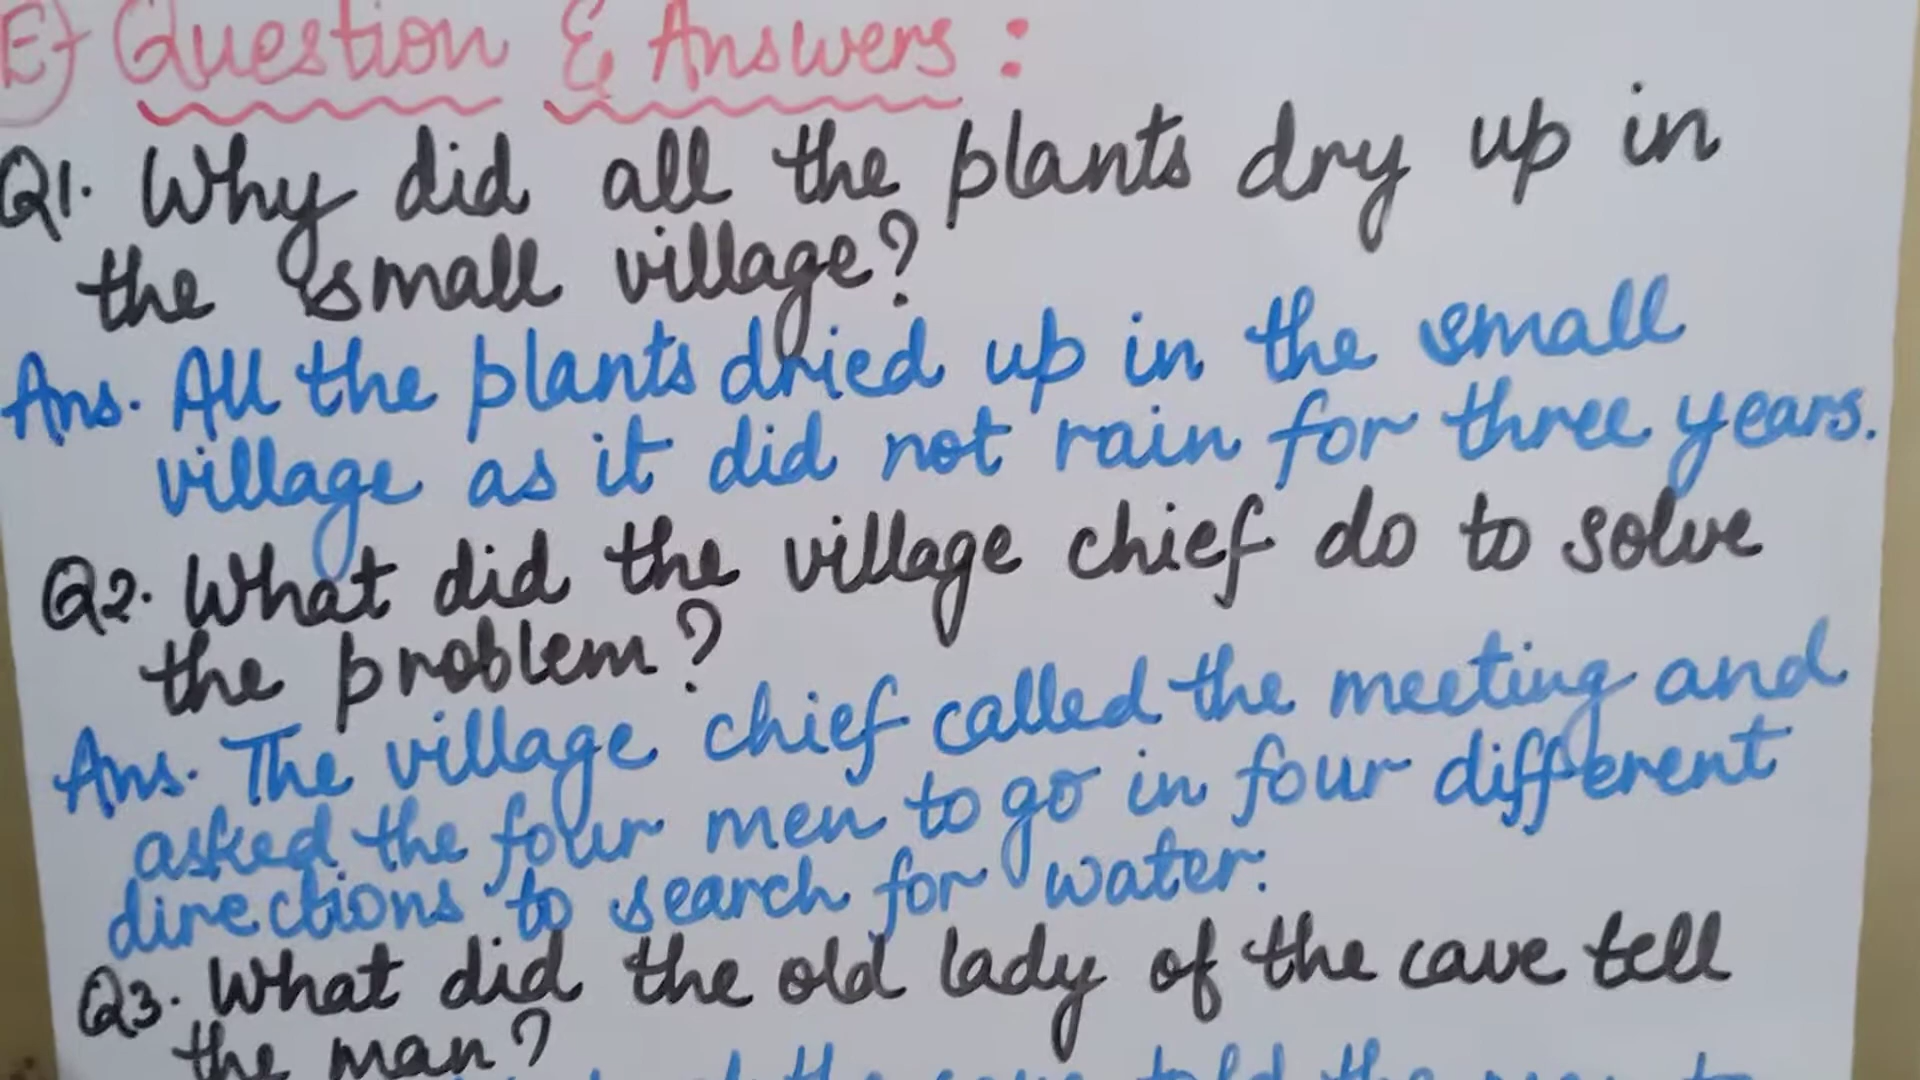 E) Question & Answers :
Q1. Why did all the plants dry up in
the small village?
Ans. All the plants dried up in the small
village as it did not rain for three years.
Q2. What did the village chief do to solve
the problem?
Ans. The village chief called the meeting and
asked the four men to go in four different
directions to search for water.
Q3. What did the old lady of the cave tell
the man?
the cave told the